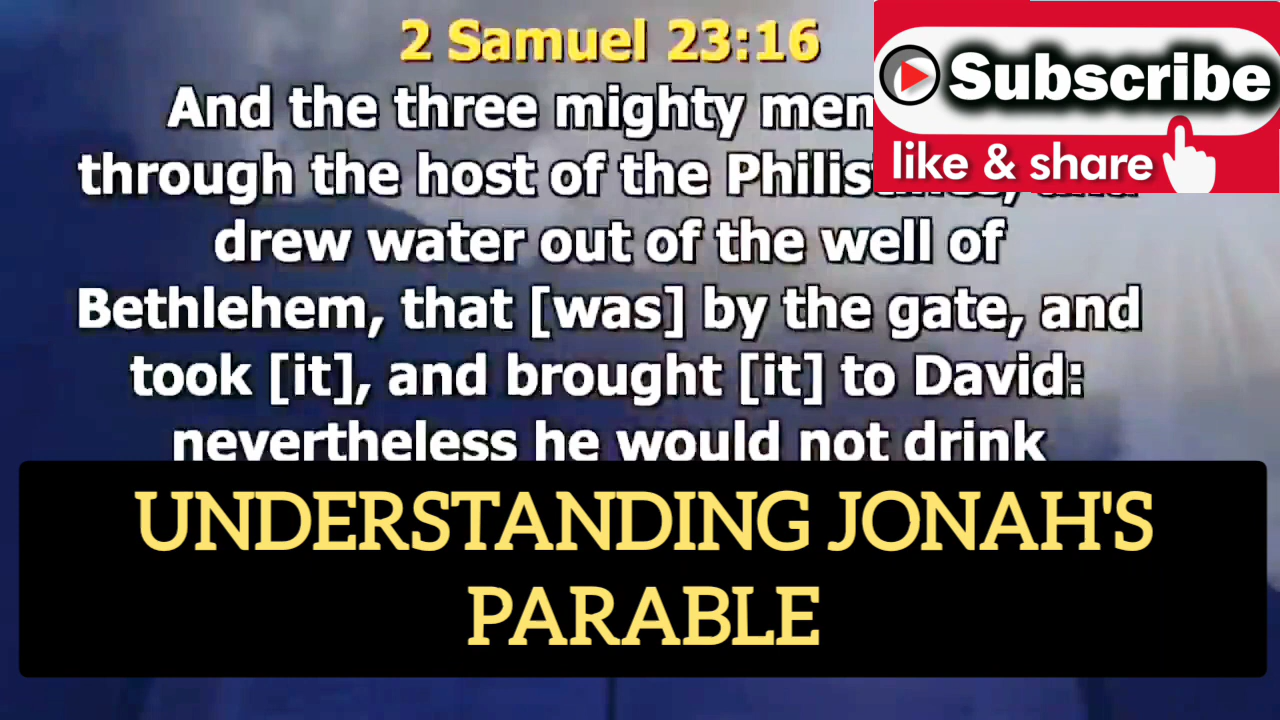 2 Samuel 23:16
And the three mighty men
through the host of the
drew water out of the well of
Bethlehem, that [was] by the gate, and
took [it], and brought [it] to David:
nevertheless he would not drink
Subscribe
like & share
UNDERSTANDING JONAH'S
PARABLE